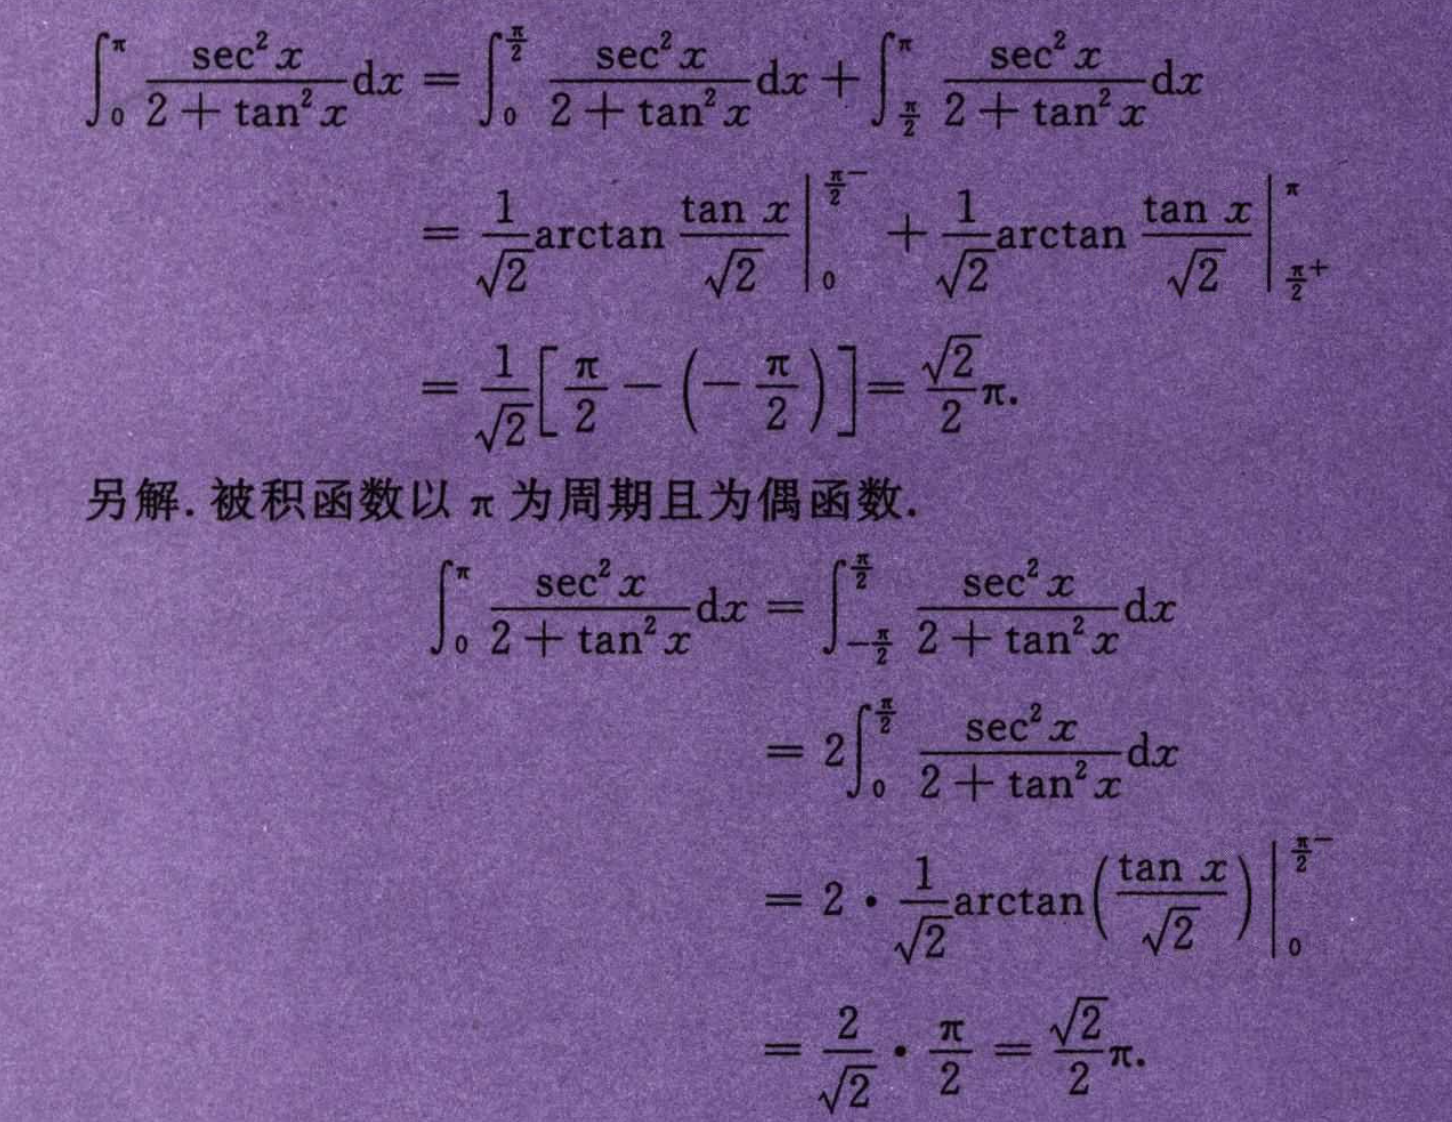 $\int_0^{\pi} \frac{\sec^2 x}{2+\tan^2 x} \mathrm{d}x = \int_0^{\frac{\pi}{2}} \frac{\sec^2 x}{2+\tan^2 x} \mathrm{d}x + \int_{\frac{\pi}{2}}^{\pi} \frac{\sec^2 x}{2+\tan^2 x} \mathrm{d}x$
$= \frac{1}{\sqrt{2}} \arctan \frac{\tan x}{\sqrt{2}} \Big|_0^{\frac{\pi}{2}^-} + \frac{1}{\sqrt{2}} \arctan \frac{\tan x}{\sqrt{2}} \Big|_{\frac{\pi}{2}^+}^{\pi}$
$= \frac{1}{\sqrt{2}} \left[ \frac{\pi}{2} - \left( -\frac{\pi}{2} \right) \right] = \frac{\sqrt{2}}{2} \pi.$
另解. 被积函数以 π 为周期且为偶函数.
$\int_0^{\pi} \frac{\sec^2 x}{2+\tan^2 x} \mathrm{d}x = \int_{-\frac{\pi}{2}}^{\frac{\pi}{2}} \frac{\sec^2 x}{2+\tan^2 x} \mathrm{d}x$
$= 2 \int_0^{\frac{\pi}{2}} \frac{\sec^2 x}{2+\tan^2 x} \mathrm{d}x$
$= 2 \cdot \frac{1}{\sqrt{2}} \arctan \left( \frac{\tan x}{\sqrt{2}} \right) \Big|_0^{\frac{\pi}{2}^-}$
$= \frac{2}{\sqrt{2}} \cdot \frac{\pi}{2} = \frac{\sqrt{2}}{2} \pi.$